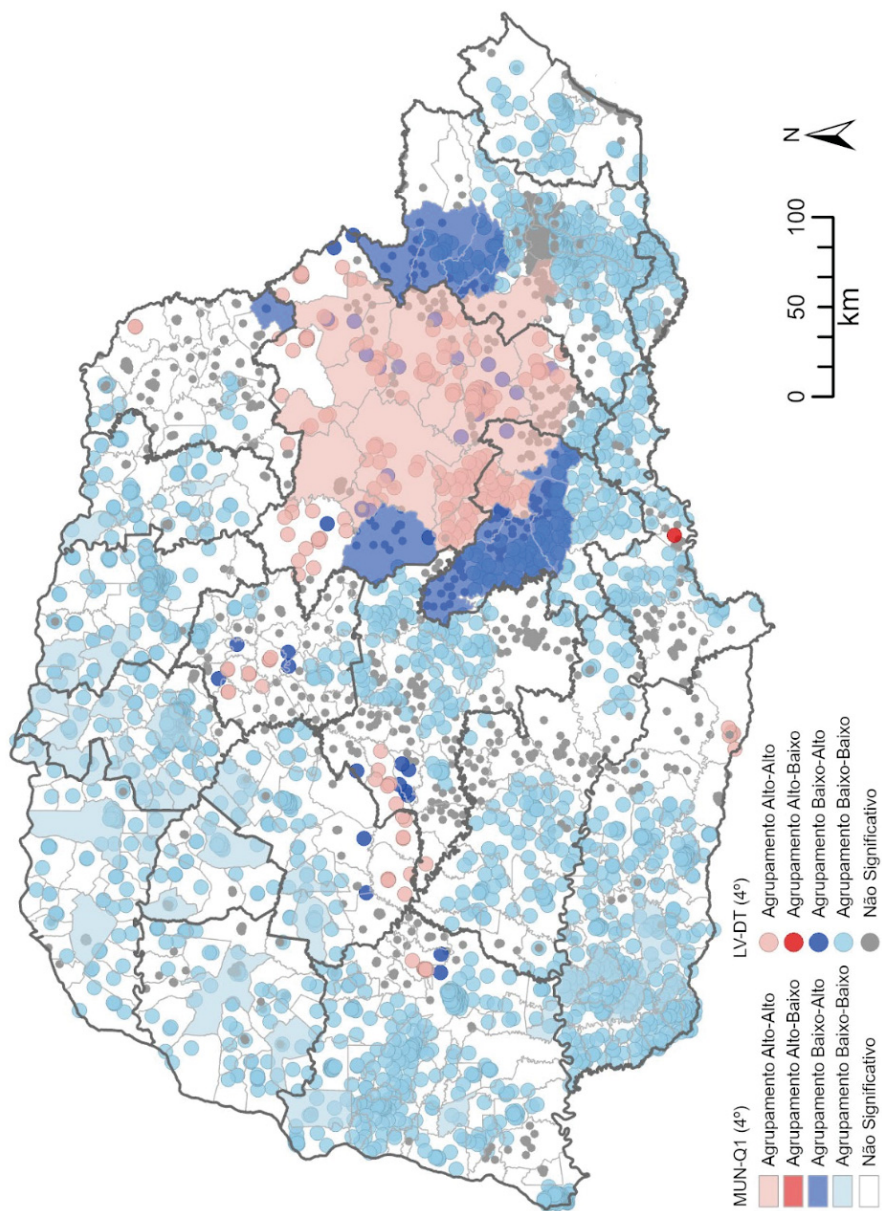 MUN-Q1 (4º)
Agrupamento Alto-Alto
Agrupamento Alto-Baixo
Agrupamento Baixo-Alto
Agrupamento Baixo-Baixo
Não Significativo
LV-DT (4º)
Agrupamento Alto-Alto
Agrupamento Alto-Baixo
Agrupamento Baixo-Alto
Agrupamento Baixo-Baixo
Não Significativo
0 50 100
km
N